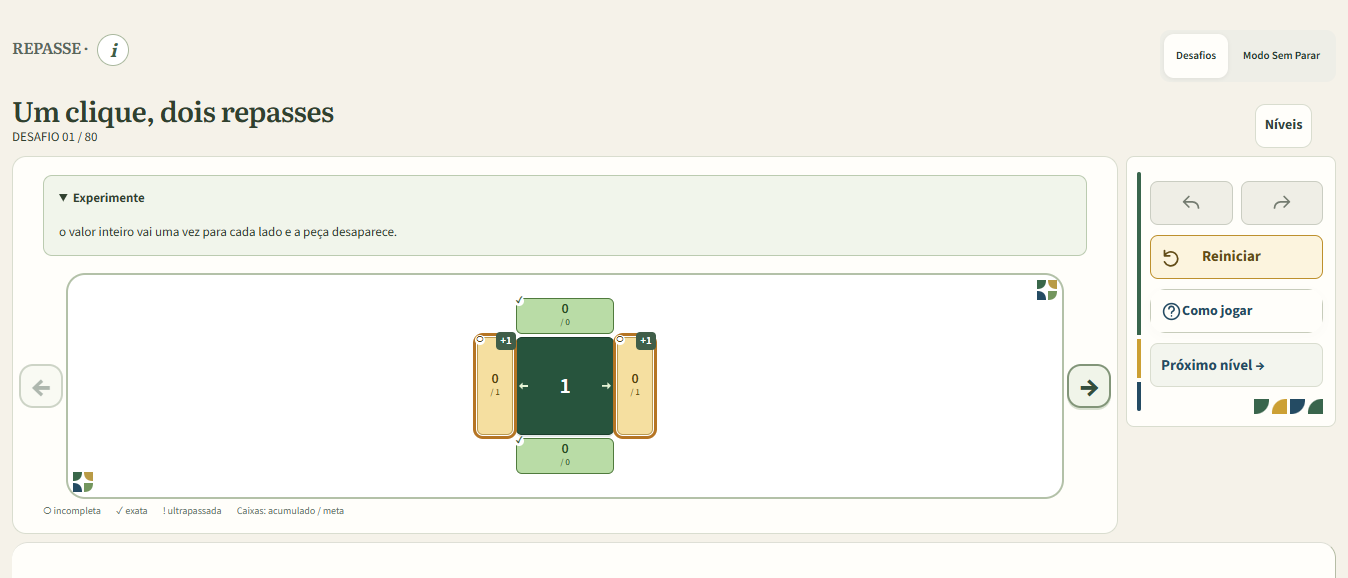 REPASSE · i
Desafios
Modo Sem Parar
Um clique, dois repasses
DESAFIO 01 / 80
Níveis
▼ Experimente
o valor inteiro vai uma vez para cada lado e a peça desaparece.
✓
0
/ 0
○ +1
0
/ 1
← 1 →
○ +1
0
/ 1
✓
0
/ 0
○ incompleta ✓ exata ! ultrapassada Caixas: acumulado / meta
Reiniciar
? Como jogar
Próximo nível →